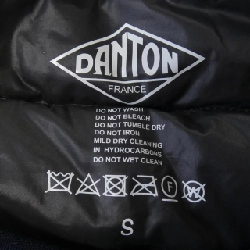 DANTON
FRANCE
DO NOT WASH
DO NOT BLEACH
DO NOT TUMBLE DRY
DO NOT IRON
MILD DRY CLEANING
IN HYDROCARBONS
DO NOT WET CLEAN
F
W
S